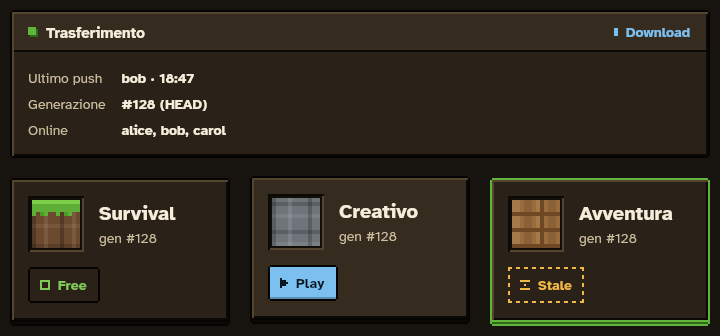 Trasferimento
Download
Ultimo push bob · 18:47
Generazione #128 (HEAD)
Online alice, bob, carol
Survival
gen #128
Free
Creativo
gen #128
Play
Avventura
gen #128
Stale